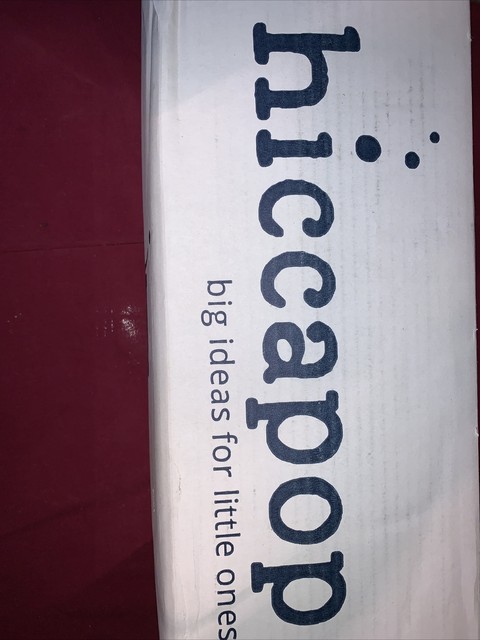 hiccapop
big ideas for little ones